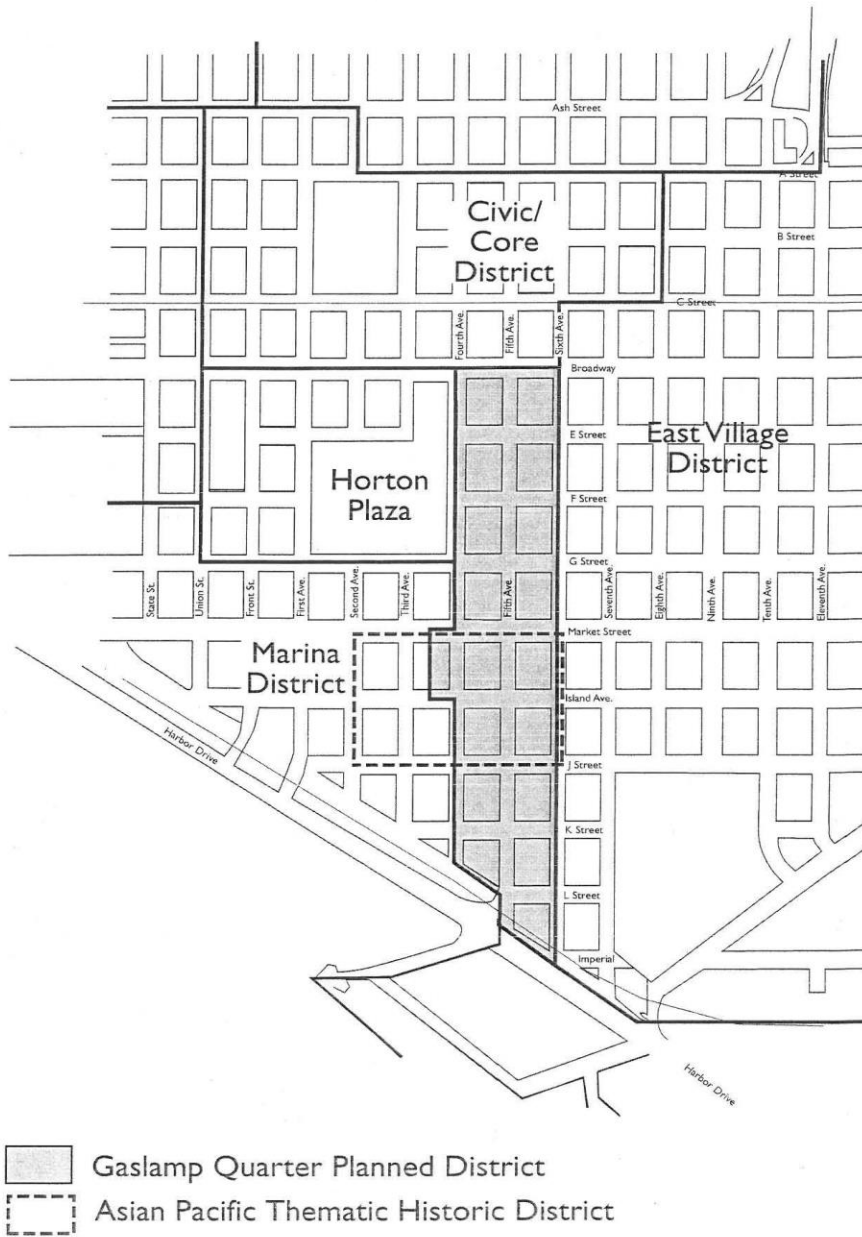 Ash Street
A Street
Civic/
Core
District
B Street
C Street
Fourth Ave.
Fifth Ave.
Sixth Ave.
Broadway
E Street
East Village
District
Horton
Plaza
F Street
G Street
State St.
Union St.
Front St.
First Ave.
Second Ave.
Third Ave.
Fifth Ave.
Seventh Ave.
Eighth Ave.
Ninth Ave.
Tenth Ave.
Eleventh Ave.
Market Street
Marina
District
Island Ave.
Harbor Drive
J Street
K Street
L Street
Imperial
Harbor Drive
Gaslamp Quarter Planned District
Asian Pacific Thematic Historic District